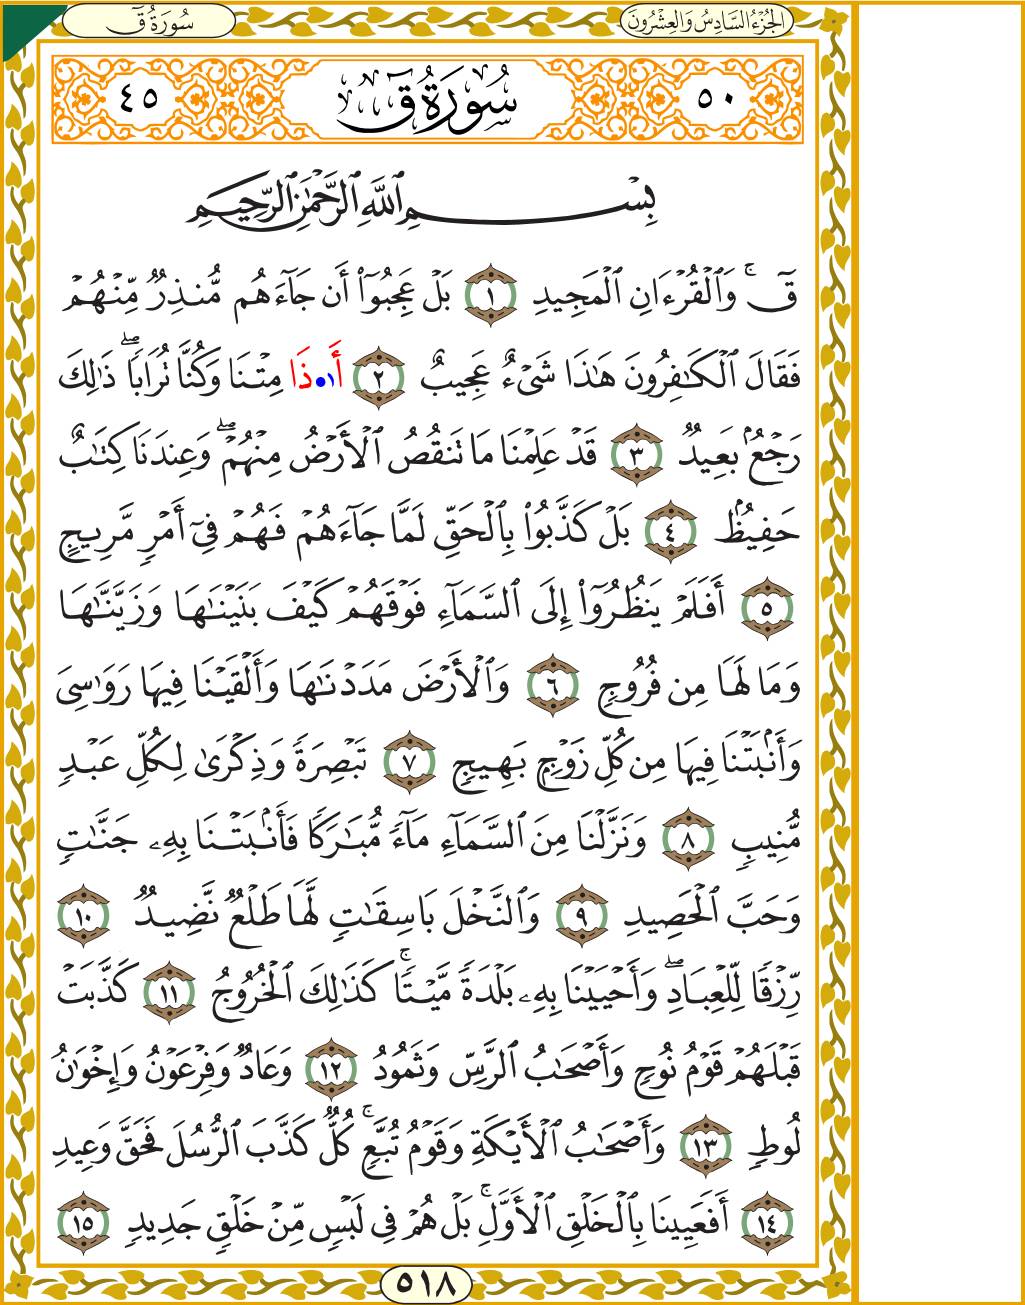 سُورَةُ قٓ
الجُزْءُ السَّادِسُ وَالعِشْرُونَ
٥٠ سُورَةُ قٓ ٤٥
بِسْمِ ٱللَّهِ ٱلرَّحْمَٰنِ ٱلرَّحِيمِ
قٓۚ وَٱلْقُرْءَانِ ٱلْمَجِيدِ ١ بَلْ عَجِبُوٓا۟ أَن جَآءَهُم مُّنذِرٌ مِّنْهُمْ
فَقَالَ ٱلْكَٰفِرُونَ هَٰذَا شَىْءٌ عَجِيبٌ ٢ أَ۟ا•ذَا مِتْنَا وَكُنَّا تُرَابًاۖ ذَٰلِكَ
رَجْعٌۢ بَعِيدٌ ٣ قَدْ عَلِمْنَا مَا تَنقُصُ ٱلْأَرْضُ مِنْهُمْۖ وَعِندَنَا كِتَٰبٌ
حَفِيظٌۢ ٤ بَلْ كَذَّبُوا۟ بِٱلْحَقِّ لَمَّا جَآءَهُمْ فَهُمْ فِىٓ أَمْرٍ مَّرِيجٍ
٥ أَفَلَمْ يَنظُرُوٓا۟ إِلَى ٱلسَّمَآءِ فَوْقَهُمْ كَيْفَ بَنَيْنَٰهَا وَزَيَّنَّٰهَا
وَمَا لَهَا مِن فُرُوجٍ ٦ وَٱلْأَرْضَ مَدَدْنَٰهَا وَأَلْقَيْنَا فِيهَا رَوَٰسِىَ
وَأَنۢبَتْنَا فِيهَا مِن كُلِّ زَوْجٍۭ بَهِيجٍ ٧ تَبْصِرَةً وَذِكْرَىٰ لِكُلِّ عَبْدٍ
مُّنِيبٍ ٨ وَنَزَّلْنَا مِنَ ٱلسَّمَآءِ مَآءً مُّبَٰرَكًا فَأَنۢبَتْنَا بِهِۦ جَنَّٰتٍ
وَحَبَّ ٱلْحَصِيدِ ٩ وَٱلنَّخْلَ بَاسِقَٰتٍ لَّهَا طَلْعٌ نَّضِيدٌ ١٠
رِّزْقًا لِّلْعِبَادِۖ وَأَحْيَيْنَا بِهِۦ بَلْدَةً مَّيْتًاۚ كَذَٰلِكَ ٱلْخُرُوجُ ١١ كَذَّبَتْ
قَبْلَهُمْ قَوْمُ نُوحٍ وَأَصْحَٰبُ ٱلرَّسِّ وَثَمُودُ ١٢ وَعَادٌ وَفِرْعَوْنُ وَإِخْوَٰنُ
لُوطٍ ١٣ وَأَصْحَٰبُ ٱلْأَيْكَةِ وَقَوْمُ تُبَّعٍۚ كُلٌّ كَذَّبَ ٱلرُّسُلَ فَحَقَّ وَعِيدِ
١٤ أَفَعَيِينَا بِٱلْخَلْقِ ٱلْأَوَّلِۚ بَلْ هُمْ فِى لَبْسٍ مِّنْ خَلْقٍ جَدِيدٍ ١٥
٥١٨